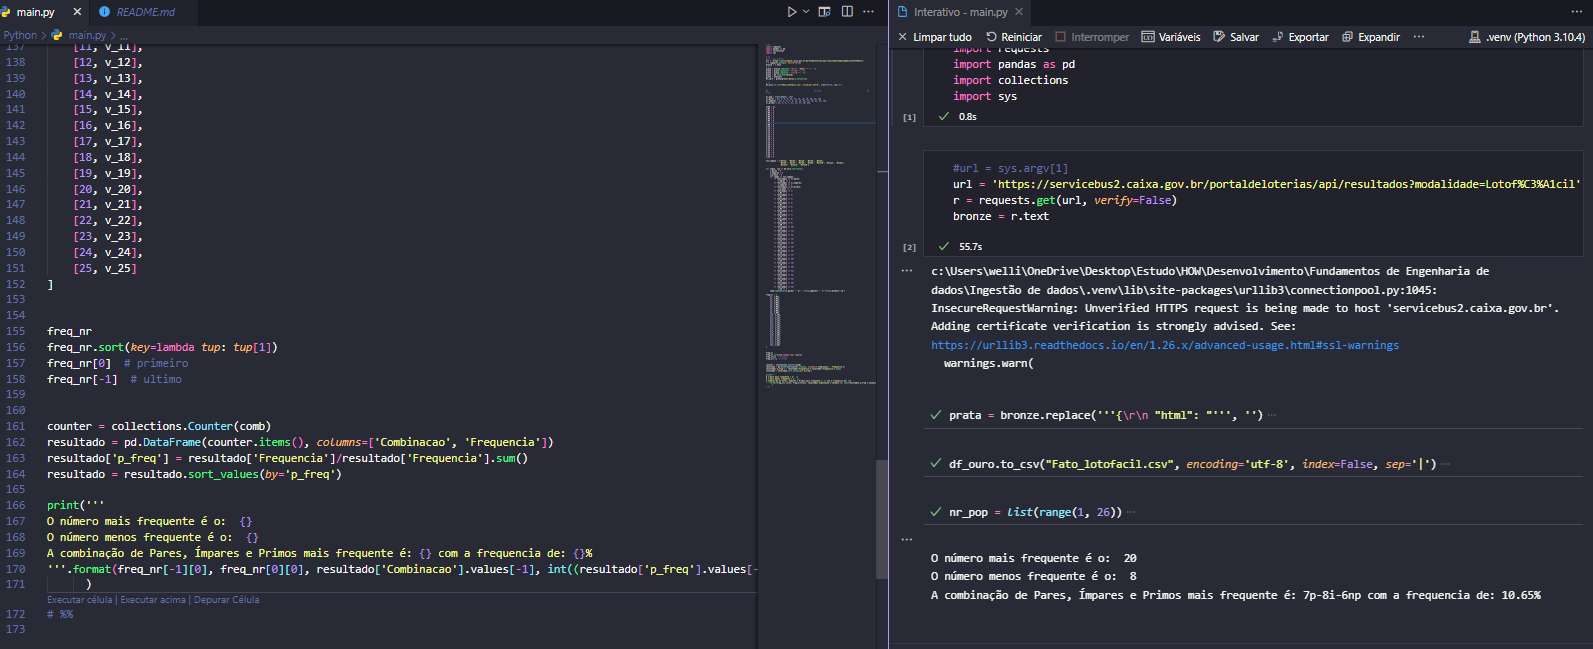 main.py
README.md
Python > main.py > ...
137 [11, v_11],
138 [12, v_12],
139 [13, v_13],
140 [14, v_14],
141 [15, v_15],
142 [16, v_16],
143 [17, v_17],
144 [18, v_18],
145 [19, v_19],
146 [20, v_20],
147 [21, v_21],
148 [22, v_22],
149 [23, v_23],
150 [24, v_24],
151 [25, v_25]
152 ]
153
154
155 freq_nr
156 freq_nr.sort(key=lambda tup: tup[1])
157 freq_nr[0]  # primeiro
158 freq_nr[-1]  # ultimo
159
160
161 counter = collections.Counter(comb)
162 resultado = pd.DataFrame(counter.items(), columns=['Combinacao', 'Frequencia'])
163 resultado['p_freq'] = resultado['Frequencia']/resultado['Frequencia'].sum()
164 resultado = resultado.sort_values(by='p_freq')
165
166 print('''
167 O número mais frequente é o:  {}
168 O número menos frequente é o:  {}
169 A combinação de Pares, Ímpares e Primos mais frequente é: {} com a frequencia de: {}%
170 '''.format(freq_nr[-1][0], freq_nr[0][0], resultado['Combinacao'].values[-1], int((resultado['p_freq'].values[-
171 )
Executar célula | Executar acima | Depurar Célula
172 # %%
173
Interativo - main.py
Limpar tudo Reiniciar Interromper Variáveis Salvar Exportar Expandir ... .venv (Python 3.10.4)
import requests
import pandas as pd
import collections
import sys
[1] 0.8s
#url = sys.argv[1]
url = 'https://servicebus2.caixa.gov.br/portaldeloterias/api/resultados?modalidade=Lotof%C3%A1cil'
r = requests.get(url, verify=False)
bronze = r.text
[2] 55.7s
c:\Users\welli\OneDrive\Desktop\Estudo\HOW\Desenvolvimento\Fundamentos de Engenharia de
dados\Ingestão de dados\.venv\lib\site-packages\urllib3\connectionpool.py:1045:
InsecureRequestWarning: Unverified HTTPS request is being made to host 'servicebus2.caixa.gov.br'.
Adding certificate verification is strongly advised. See:
https://urllib3.readthedocs.io/en/1.26.x/advanced-usage.html#ssl-warnings
warnings.warn(
prata = bronze.replace('''{\r\n "html": "''', '') ...
df_ouro.to_csv("Fato_lotofacil.csv", encoding='utf-8', index=False, sep='|') ...
nr_pop = list(range(1, 26)) ...
O número mais frequente é o:  20
O número menos frequente é o:  8
A combinação de Pares, Ímpares e Primos mais frequente é: 7p-8i-6np com a frequencia de: 10.65%